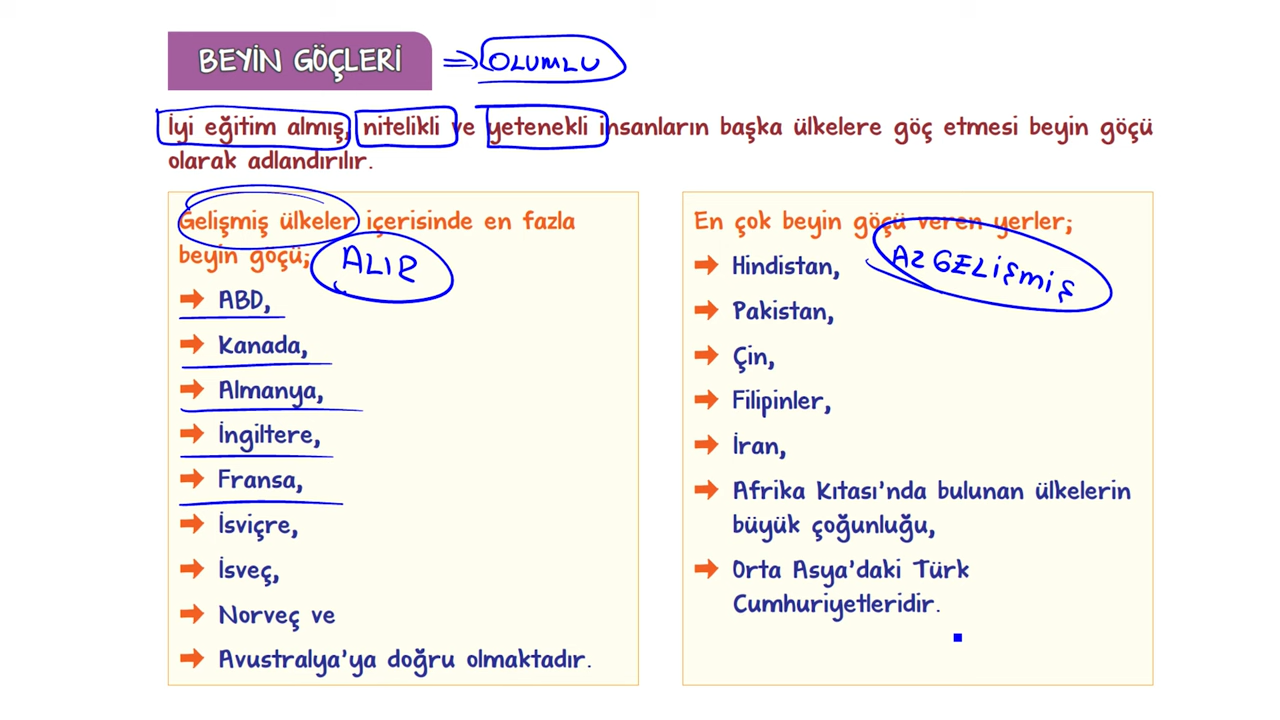 BEYİN GÖÇLERİ ⇒ OLUMLU
İyi eğitim almış, nitelikli ve yetenekli insanların başka ülkelere göç etmesi beyin göçü
olarak adlandırılır.
Gelişmiş ülkeler içerisinde en fazla
beyin göçü; ALIR
➔ ABD,
➔ Kanada,
➔ Almanya,
➔ İngiltere,
➔ Fransa,
➔ İsviçre,
➔ İsveç,
➔ Norveç ve
➔ Avustralya'ya doğru olmaktadır.
En çok beyin göçü veren yerler;
AZGELİŞMİŞ
➔ Hindistan,
➔ Pakistan,
➔ Çin,
➔ Filipinler,
➔ İran,
➔ Afrika Kıtası'nda bulunan ülkelerin
büyük çoğunluğu,
➔ Orta Asya'daki Türk
Cumhuriyetleridir.